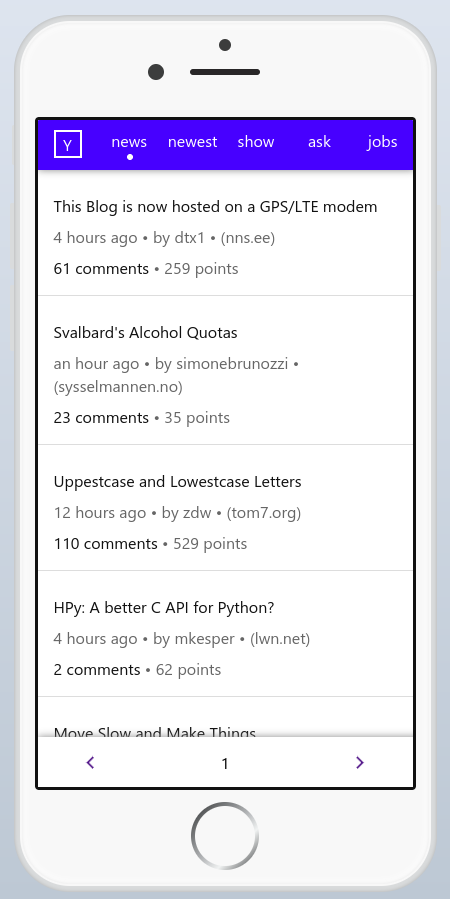 Y news newest show ask jobs
This Blog is now hosted on a GPS/LTE modem
4 hours ago • by dtx1 • (nns.ee)
61 comments • 259 points
Svalbard's Alcohol Quotas
an hour ago • by simonebrunozzi •
(sysselmannen.no)
23 comments • 35 points
Uppestcase and Lowestcase Letters
12 hours ago • by zdw • (tom7.org)
110 comments • 529 points
HPy: A better C API for Python?
4 hours ago • by mkesper • (lwn.net)
2 comments • 62 points
Move Slow and Make Things
1